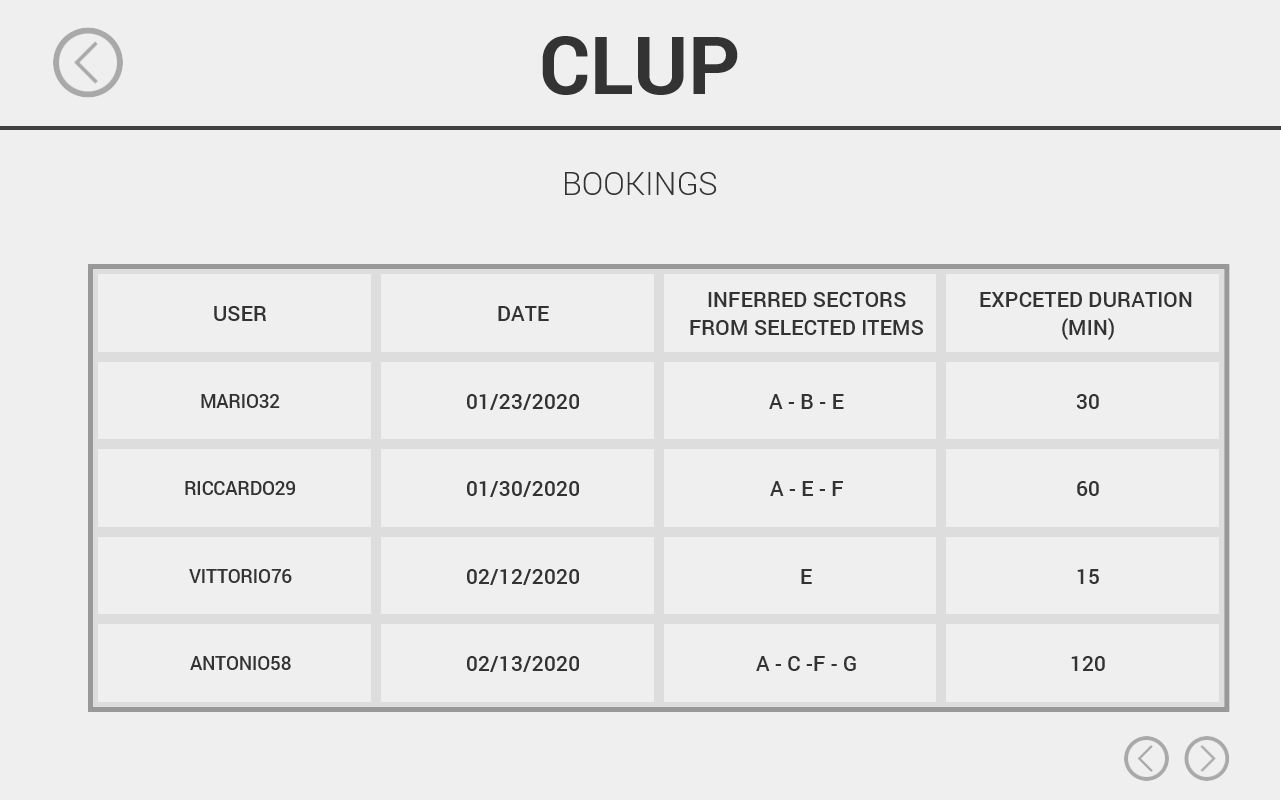 CLUP
BOOKINGS
USER
DATE
INFERRED SECTORS
FROM SELECTED ITEMS
EXPCETED DURATION
(MIN)
MARIO32
01/23/2020
A - B - E
30
RICCARDO29
01/30/2020
A - E - F
60
VITTORIO76
02/12/2020
E
15
ANTONIO58
02/13/2020
A - C -F - G
120